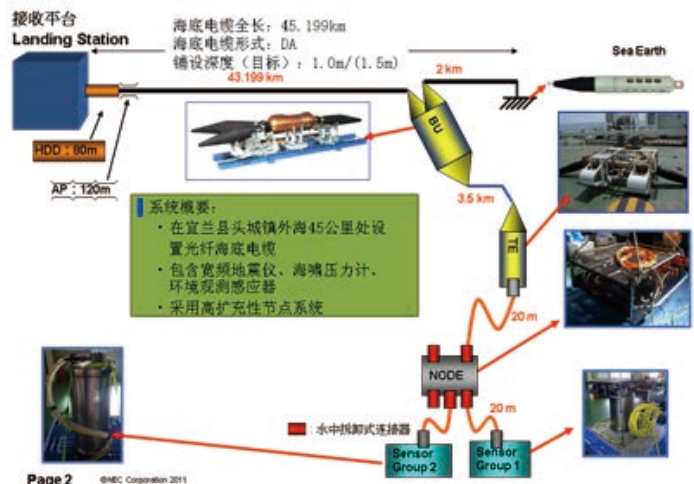 接收平台
Landing Station
海底电缆全长：45.199km
海底电缆形式：DA
铺设深度（目标）：1.0m/(1.5m)
43.199 km
2 km
Sea Earth
BU
HDD：80m
AP：120m
3.5 km
系统概要：
·在宜兰县头城镇外海45公里处设
置光纤海底电缆
·包含宽频地震仪、海啸压力计、
环境观测感应器
·采用高扩充性节点系统
TE
20 m
NODE
20 m
：水中拆卸式连接器
Sensor
Group 2
Sensor
Group 1
Page 2
©NEC Corporation 2011